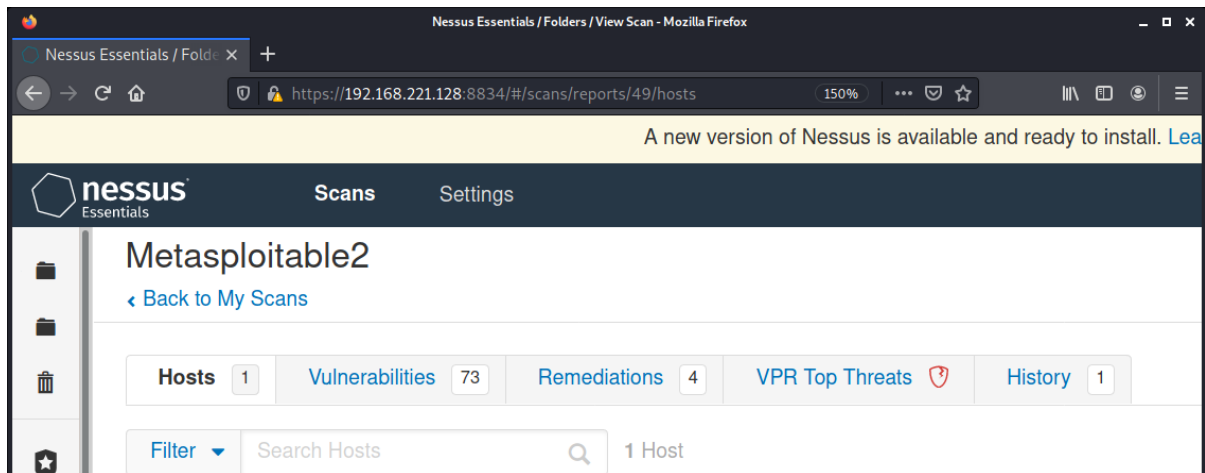 Nessus Essentials / Folders / View Scan - Mozilla Firefox
Nessus Essentials / Folde
https://192.168.221.128:8834/#/scans/reports/49/hosts 150%
A new version of Nessus is available and ready to install. Lea
nessus Scans Settings
Essentials
Metasploitable2
Back to My Scans
Hosts 1 Vulnerabilities 73 Remediations 4 VPR Top Threats History 1
Filter Search Hosts 1 Host